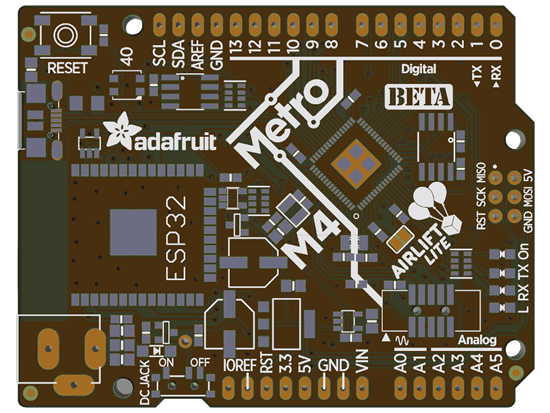 RESET
40
SCL
SDA
AREF
GND
13
12
11
10
9
8
7
6
5
4
3
2
1
0
TX
RX
Digital
BETA
Metro
M4
adafruit
ESP32
AIRLIFT
LITE
RST SCK MISO
GND MOSI 5V
L RX TX On
DC JACK
ON OFF
IOREF
RST
3.3
5V
GND
VIN
Analog
A0
A1
A2
A3
A4
A5